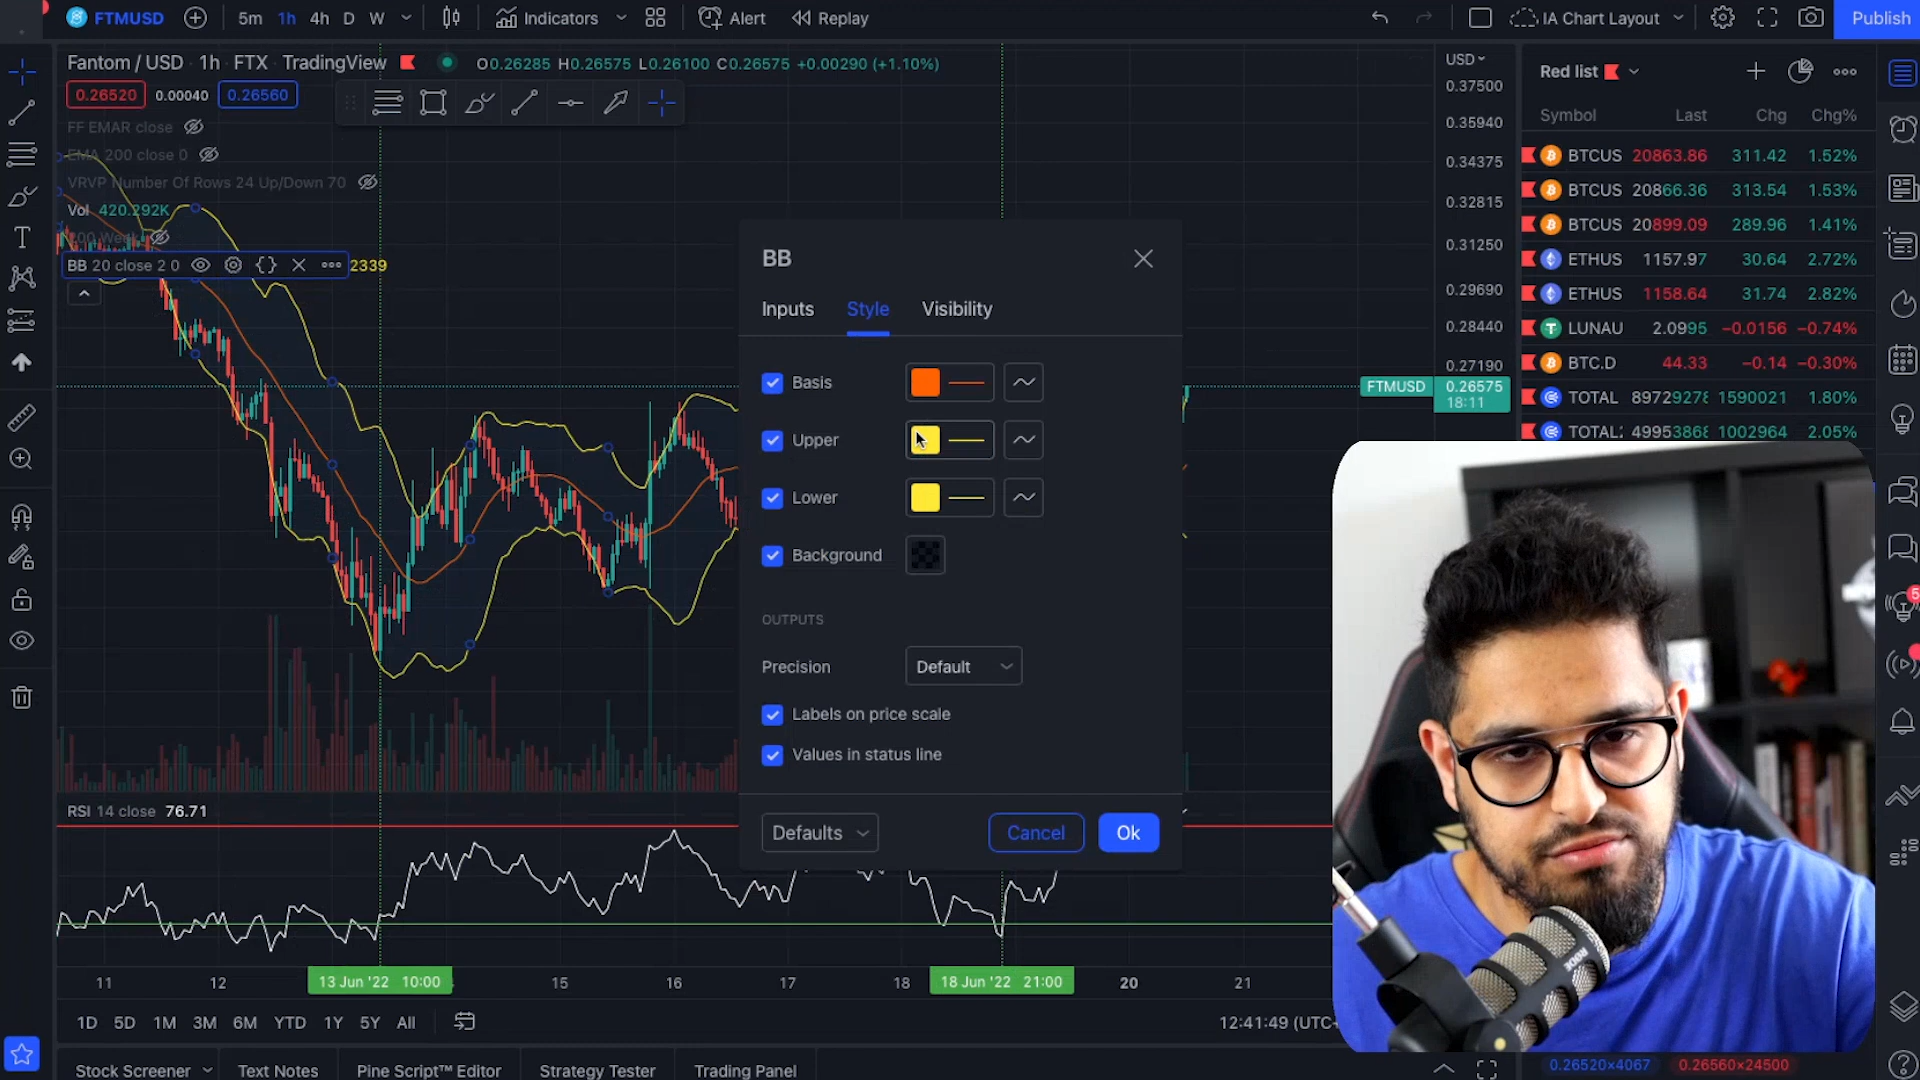 FTMUSD 5m 1h 4h D W Indicators Alert Replay IA Chart Layout Publish
Fantom / USD · 1h · FTX · TradingView O0.26285 H0.26575 L0.26100 C0.26575 +0.00290 (+1.10%)
0.26520 0.00040 0.26560
FF EMAR close
EMA 200 close 0
VRVP Number Of Rows 24 Up/Down 70
Vol 420.292K
200 Week
BB 20 close 2 0 2339
USD
0.37500
0.35940
0.34375
0.32815
0.31250
0.29690
0.28440
0.27190
FTMUSD 0.26575
18:11
Red list
Symbol Last Chg Chg%
BTCUS 20863.86 311.42 1.52%
BTCUS 20866.36 313.54 1.53%
BTCUS 20899.09 289.96 1.41%
ETHUS 1157.97 30.64 2.72%
ETHUS 1158.64 31.74 2.82%
LUNAU 2.0995 −0.0156 −0.74%
BTC.D 44.33 −0.14 −0.30%
TOTAL 89729278 1590021 1.80%
TOTAL: 49953868 1002964 2.05%
BB
Inputs Style Visibility
Basis
Upper
Lower
Background
OUTPUTS
Precision Default
Labels on price scale
Values in status line
Defaults Cancel Ok
RSI 14 close 76.71
11 12 13 Jun '22 10:00 15 16 17 18 18 Jun '22 21:00 20 21
1D 5D 1M 3M 6M YTD 1Y 5Y All 12:41:49 (UTC+
Stock Screener Text Notes Pine Script™ Editor Strategy Tester Trading Panel
0.26520×4067 0.26560×24500
5
RØDE